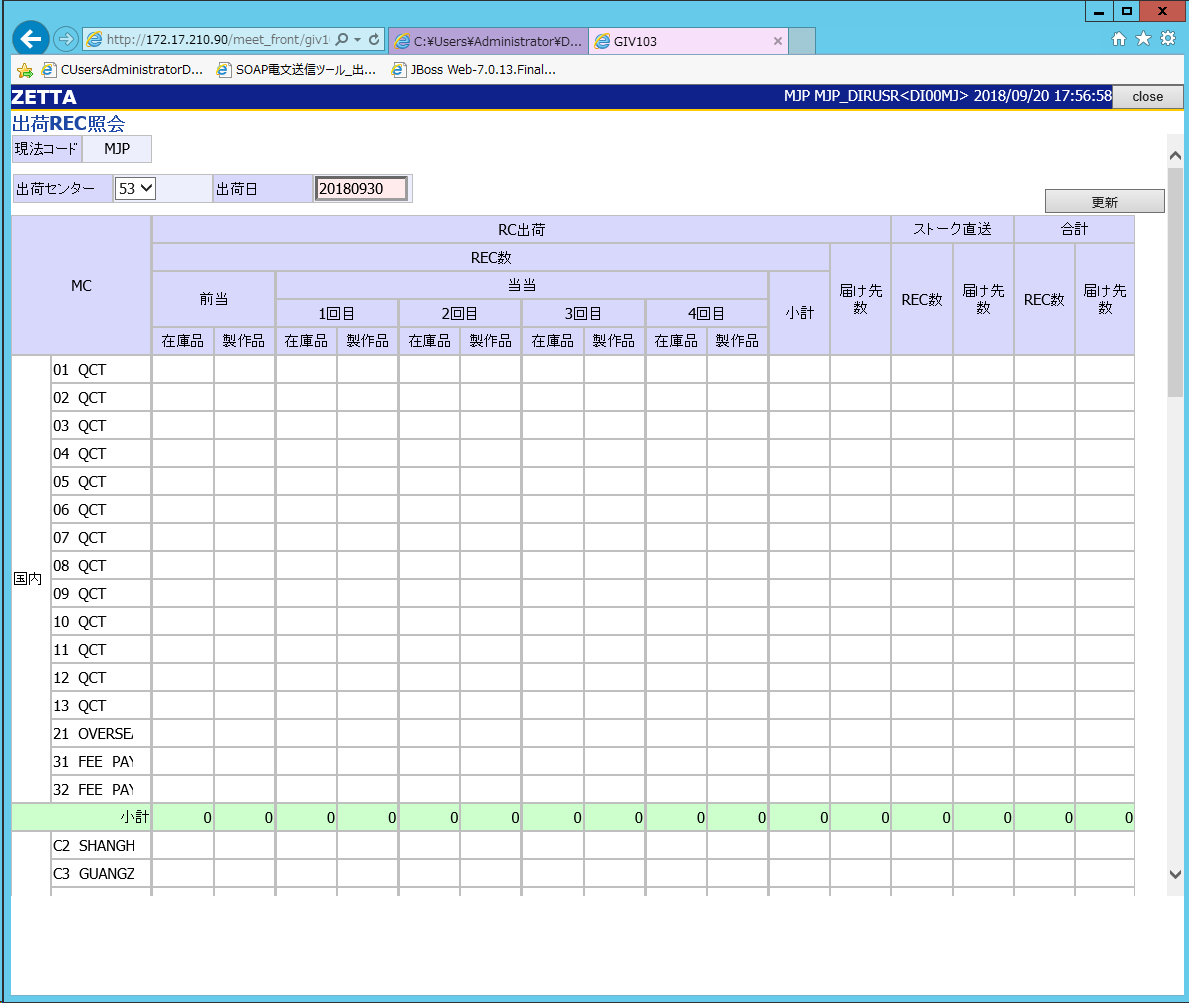 http://172.17.210.90/meet_front/giv1 C:¥Users¥Administrator¥D... GIV103
CUsersAdministratorD... SOAP電文送信ツール_出... JBoss Web-7.0.13.Final...
ZETTA MJP MJP_DIRUSR<DI00MJ> 2018/09/20 17:56:58 close
出荷REC照会
現法コード MJP
出荷センター 53 出荷日 20180930
更新
MC RC出荷 ストーク直送 合計
REC数 届け先数 REC数 届け先数 REC数 届け先数
前当 当当 小計
1回目 2回目 3回目 4回目
在庫品 製作品 在庫品 製作品 在庫品 製作品 在庫品 製作品 在庫品 製作品
国内
01 QCT
02 QCT
03 QCT
04 QCT
05 QCT
06 QCT
07 QCT
08 QCT
09 QCT
10 QCT
11 QCT
12 QCT
13 QCT
21 OVERSEA
31 FEE PAY
32 FEE PAY
小計 0 0 0 0 0 0 0 0 0 0 0 0 0 0 0 0
C2 SHANGH
C3 GUANGZ